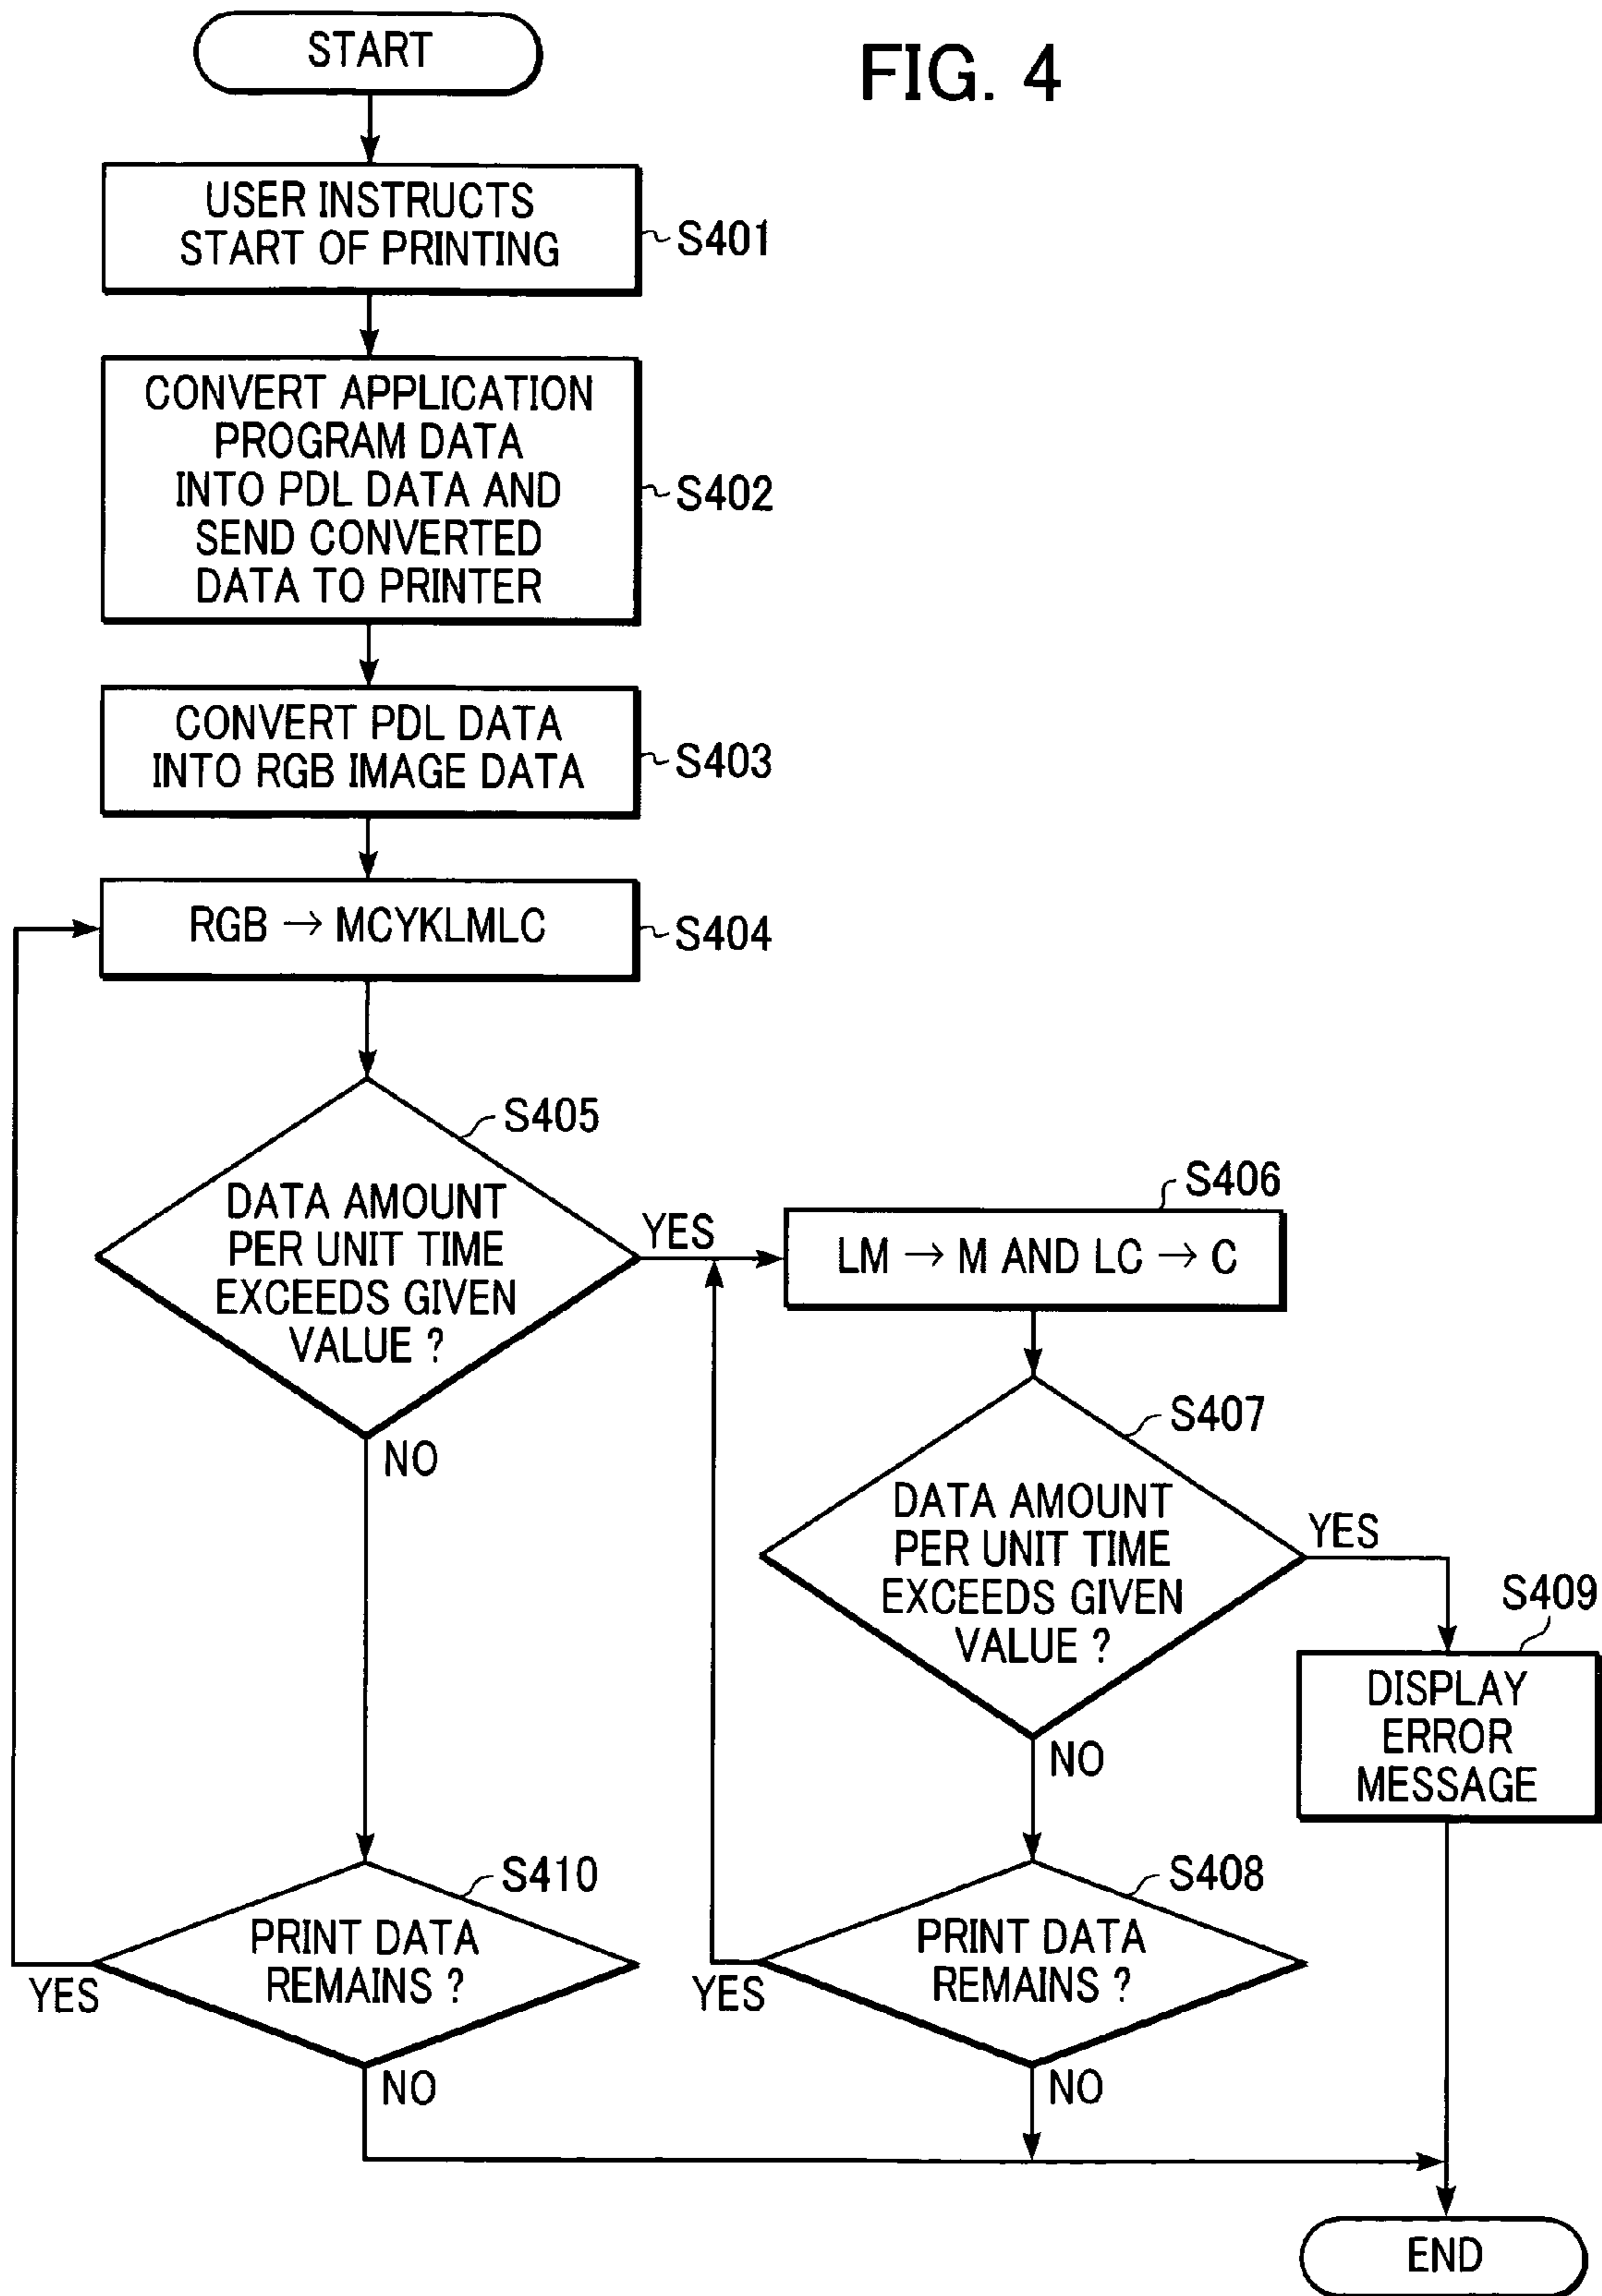 START
FIG. 4
USER INSTRUCTS
START OF PRINTING
S401
CONVERT APPLICATION
PROGRAM DATA
INTO PDL DATA AND
SEND CONVERTED
DATA TO PRINTER
S402
CONVERT PDL DATA
INTO RGB IMAGE DATA
S403
RGB → MCYKLMLC
S404
S405
DATA AMOUNT
PER UNIT TIME
EXCEEDS GIVEN
VALUE ?
YES
NO
S406
LM → M AND LC → C
S407
DATA AMOUNT
PER UNIT TIME
EXCEEDS GIVEN
VALUE ?
YES
NO
S409
DISPLAY
ERROR
MESSAGE
S410
PRINT DATA
REMAINS ?
YES
NO
S408
PRINT DATA
REMAINS ?
YES
NO
END